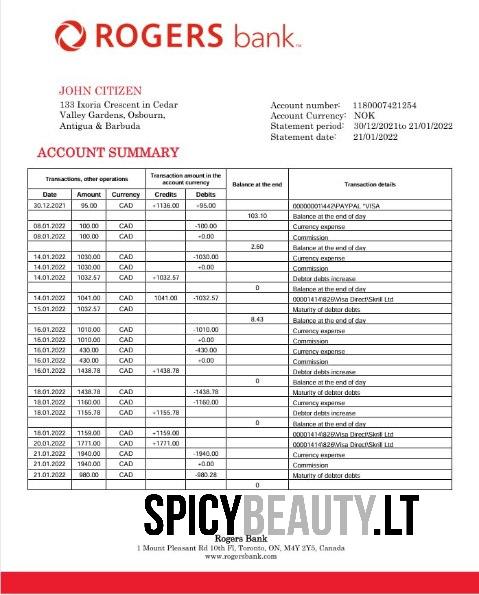 ROGERS bank™
JOHN CITIZEN
133 Ixoria Crescent in Cedar
Valley Gardens, Osbourn,
Antigua & Barbuda
Account number: 1180007421254
Account Currency: NOK
Statement period: 30/12/2021to 21/01/2022
Statement date: 21/01/2022
ACCOUNT SUMMARY
Transactions, other operations Transaction amount in the account currency Balance at the end Transaction details
Date Amount Currency Credits Debits
30.12.2021 95.00 CAD +1136.00 +95.00 00000001\442\PAYPAL *VISA
103.10 Balance at the end of day
08.01.2022 100.00 CAD -100.00 Currency expense
08.01.2022 100.00 CAD +0.00 Commission
2.60 Balance at the end of day
14.01.2022 1030.00 CAD -1030.00 Currency expense
14.01.2022 1030.00 CAD +0.00 Commission
14.01.2022 1032.57 CAD +1032.57 Debtor debts increase
0 Balance at the end of day
14.01.2022 1041.00 CAD 1041.00 -1032.57 00001414\826\Visa Direct\Skrill Ltd
15.01.2022 1032.57 CAD Maturity of debtor debts
8.43 Balance at the end of day
16.01.2022 1010.00 CAD -1010.00 Currency expense
16.01.2022 1010.00 CAD +0.00 Commission
16.01.2022 430.00 CAD -430.00 Currency expense
16.01.2022 430.00 CAD +0.00 Commission
16.01.2022 1438.78 CAD +1438.78 Debtor debts increase
0 Balance at the end of day
18.01.2022 1438.78 CAD -1438.78 Maturity of debtor debts
18.01.2022 1160.00 CAD -1160.00 Currency expense
18.01.2022 1155.78 CAD +1155.78 Debtor debts increase
0 Balance at the end of day
18.01.2022 1159.00 CAD +1159.00 00001414\826\Visa Direct\Skrill Ltd
20.01.2022 1771.00 CAD +1771.00 00001414\826\Visa Direct\Skrill Ltd
21.01.2022 1940.00 CAD -1940.00 Currency expense
21.01.2022 1940.00 CAD +0.00 Commission
21.01.2022 980.00 CAD -980.28 Maturity of debtor debts
0
SPICYBEAUTY.LT
Rogers Bank
1 Mount Pleasant Rd 10th Fl, Toronto, ON, M4Y 2Y5, Canada
www.rogersbank.com